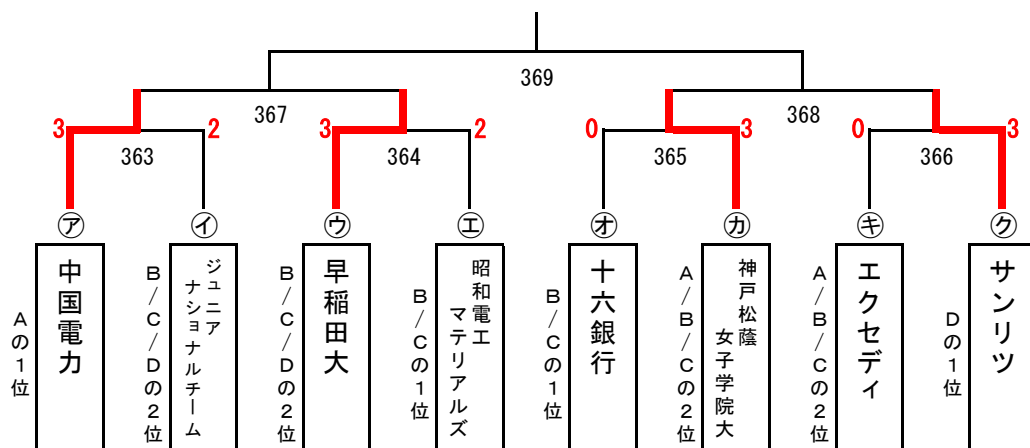 369
367
368
3
2
3
2
0
3
0
3
363
364
365
366
㋐
㋑
㋒
㋓
㋔
㋕
㋖
㋗
Aの1位
中国電力
B/C/Dの2位
ジュニア
ナショナルチーム
B/C/Dの2位
早稲田大
B/Cの1位
昭和電工
マテリアルズ
B/Cの1位
十六銀行
A/B/Cの2位
神戸松蔭
女子学院大
A/B/Cの2位
エクセディ
Dの1位
サンリツ